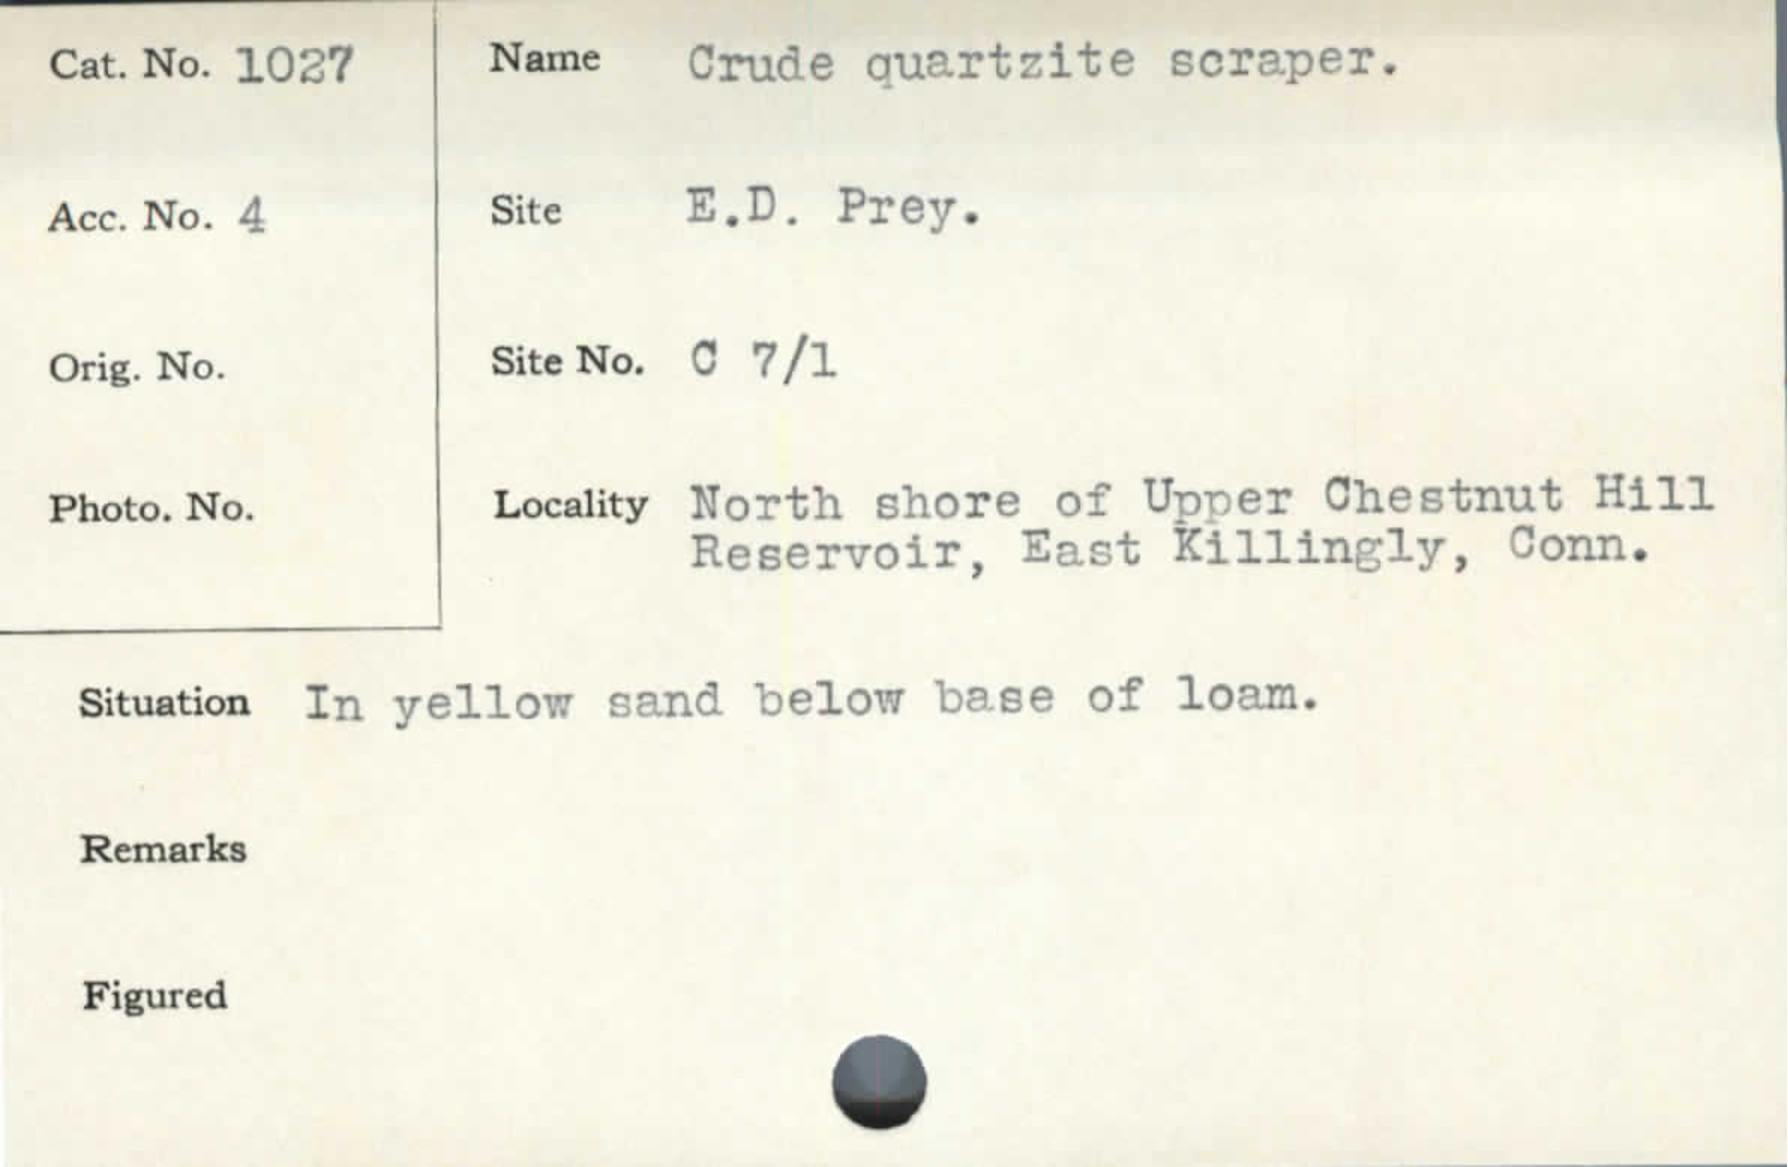 Cat. No. 1027
Name Crude quartzite scraper.
Acc. No. 4
Site E.D. Prey.
Orig. No.
Site No. C 7/1
Photo. No.
Locality North shore of Upper Chestnut Hill
Reservoir, East Killingly, Conn.
Situation In yellow sand below base of loam.
Remarks
Figured